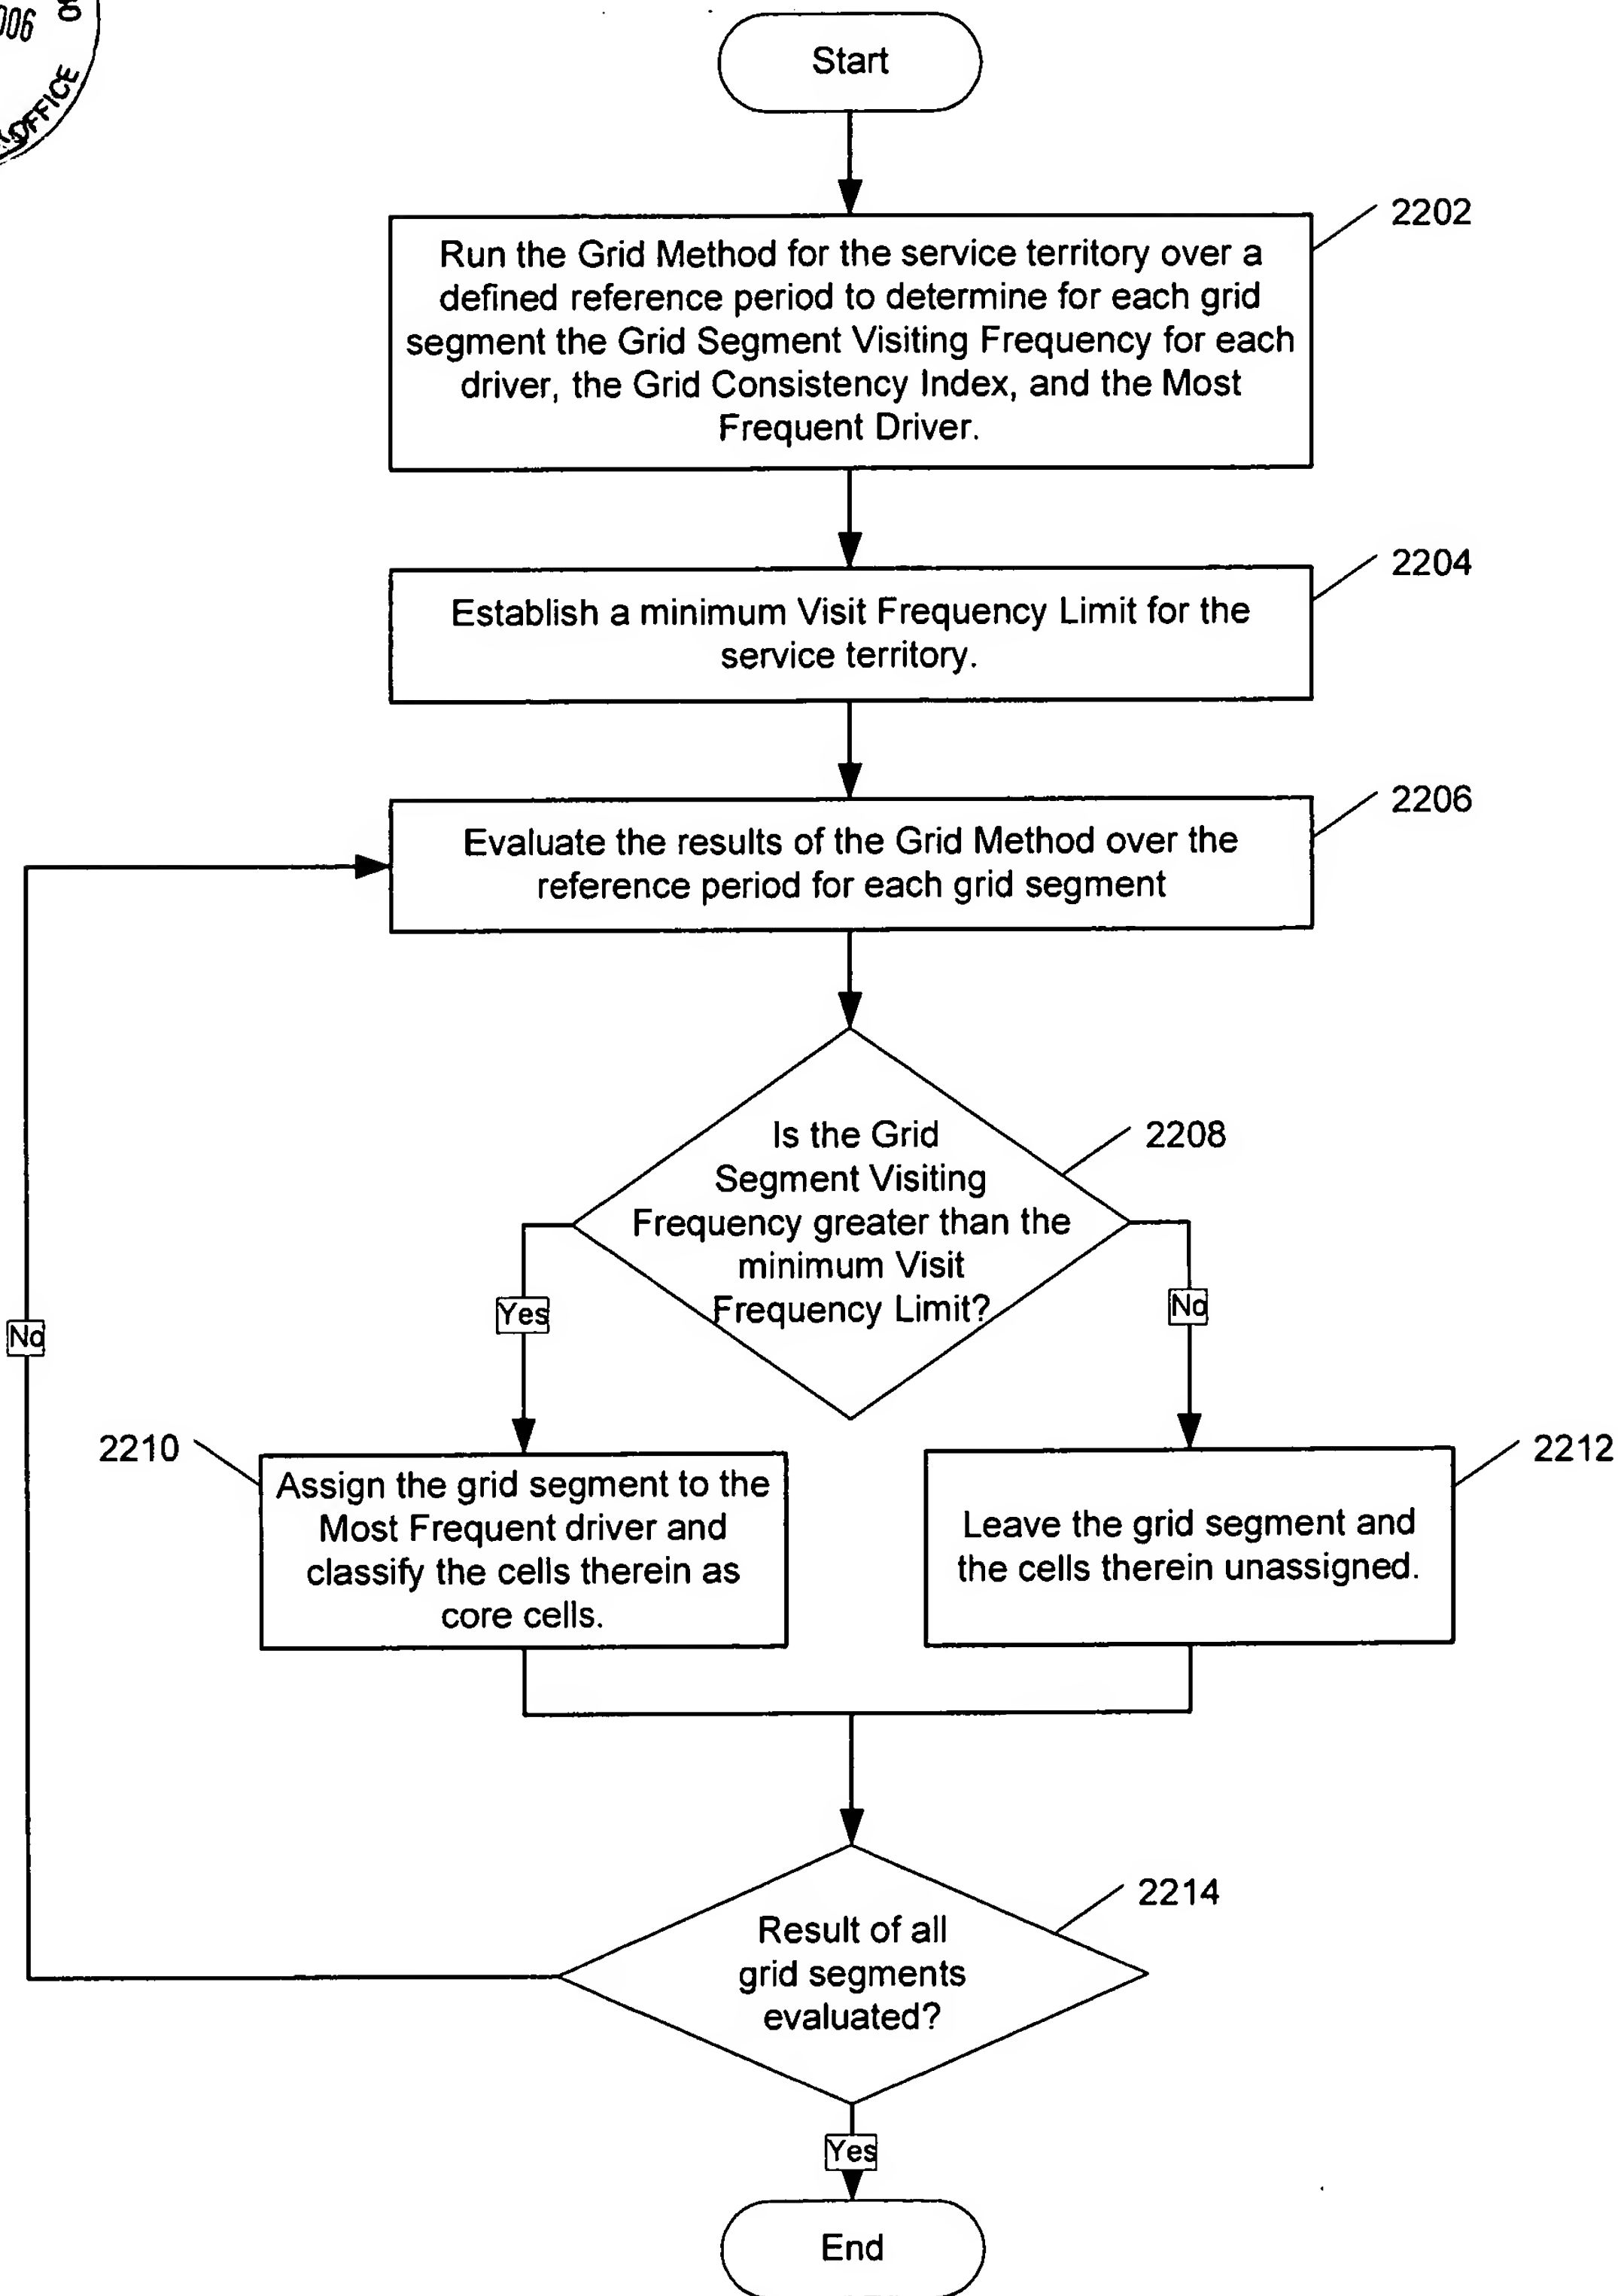 006
OFFICE
Start
2202
Run the Grid Method for the service territory over a
defined reference period to determine for each grid
segment the Grid Segment Visiting Frequency for each
driver, the Grid Consistency Index, and the Most
Frequent Driver.
2204
Establish a minimum Visit Frequency Limit for the
service territory.
2206
Evaluate the results of the Grid Method over the
reference period for each grid segment
2208
Is the Grid
Segment Visiting
Frequency greater than the
minimum Visit
Frequency Limit?
Yes
No
No
2210
Assign the grid segment to the
Most Frequent driver and
classify the cells therein as
core cells.
2212
Leave the grid segment and
the cells therein unassigned.
2214
Result of all
grid segments
evaluated?
Yes
End